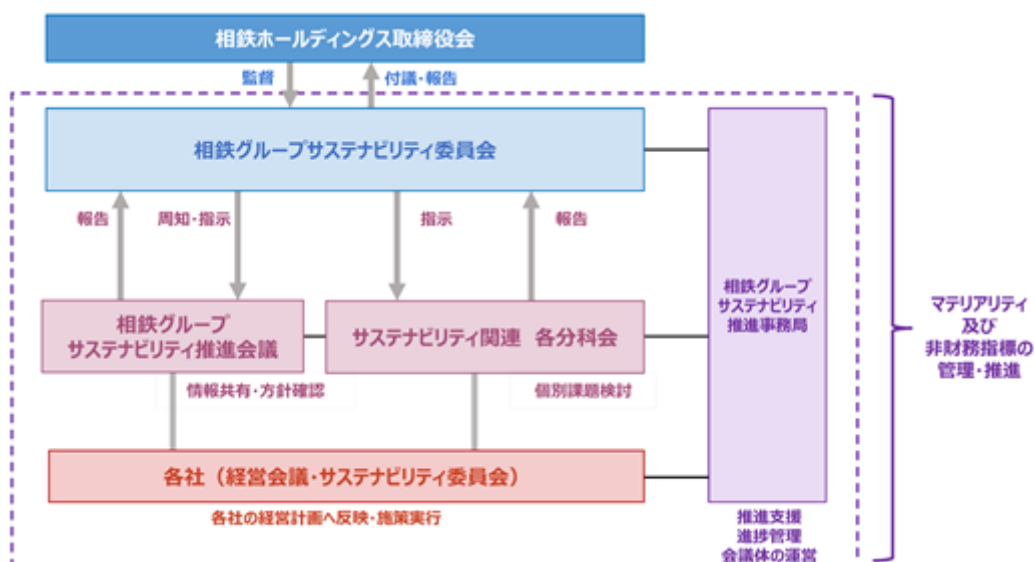 相鉄ホールディングス取締役会
監督
付議・報告
相鉄グループサステナビリティ委員会
報告
周知・指示
指示
報告
相鉄グループ
サステナビリティ推進会議
サステナビリティ関連 各分科会
情報共有・方針確認
個別課題検討
各社（経営会議・サステナビリティ委員会）
各社の経営計画へ反映・施策実行
相鉄グループ
サステナビリティ
推進事務局
推進支援
進捗管理
会議体の運営
マテリアリティ
及び
非財務指標の
管理・推進